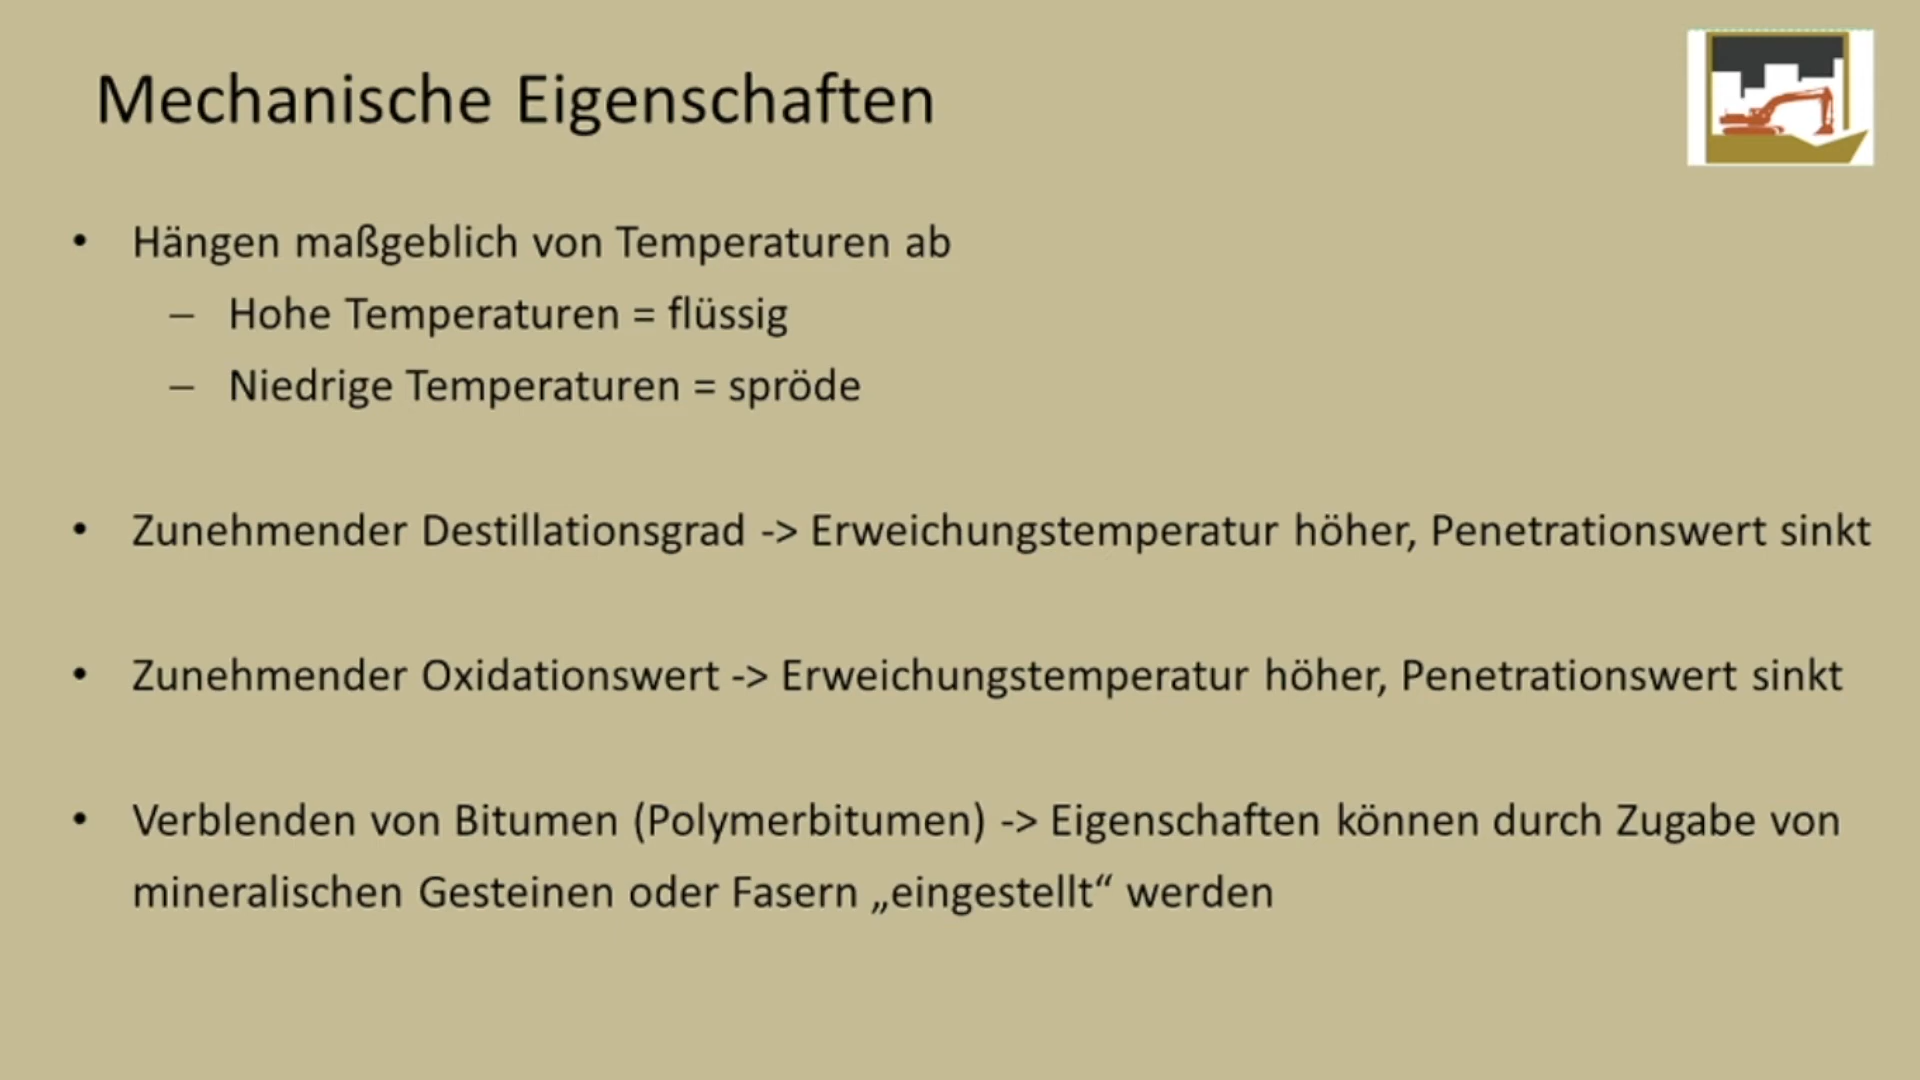 Mechanische Eigenschaften
• Hängen maßgeblich von Temperaturen ab
– Hohe Temperaturen = flüssig
– Niedrige Temperaturen = spröde
• Zunehmender Destillationsgrad -> Erweichungstemperatur höher, Penetrationswert sinkt
• Zunehmender Oxidationswert -> Erweichungstemperatur höher, Penetrationswert sinkt
• Verblenden von Bitumen (Polymerbitumen) -> Eigenschaften können durch Zugabe von
mineralischen Gesteinen oder Fasern „eingestellt“ werden